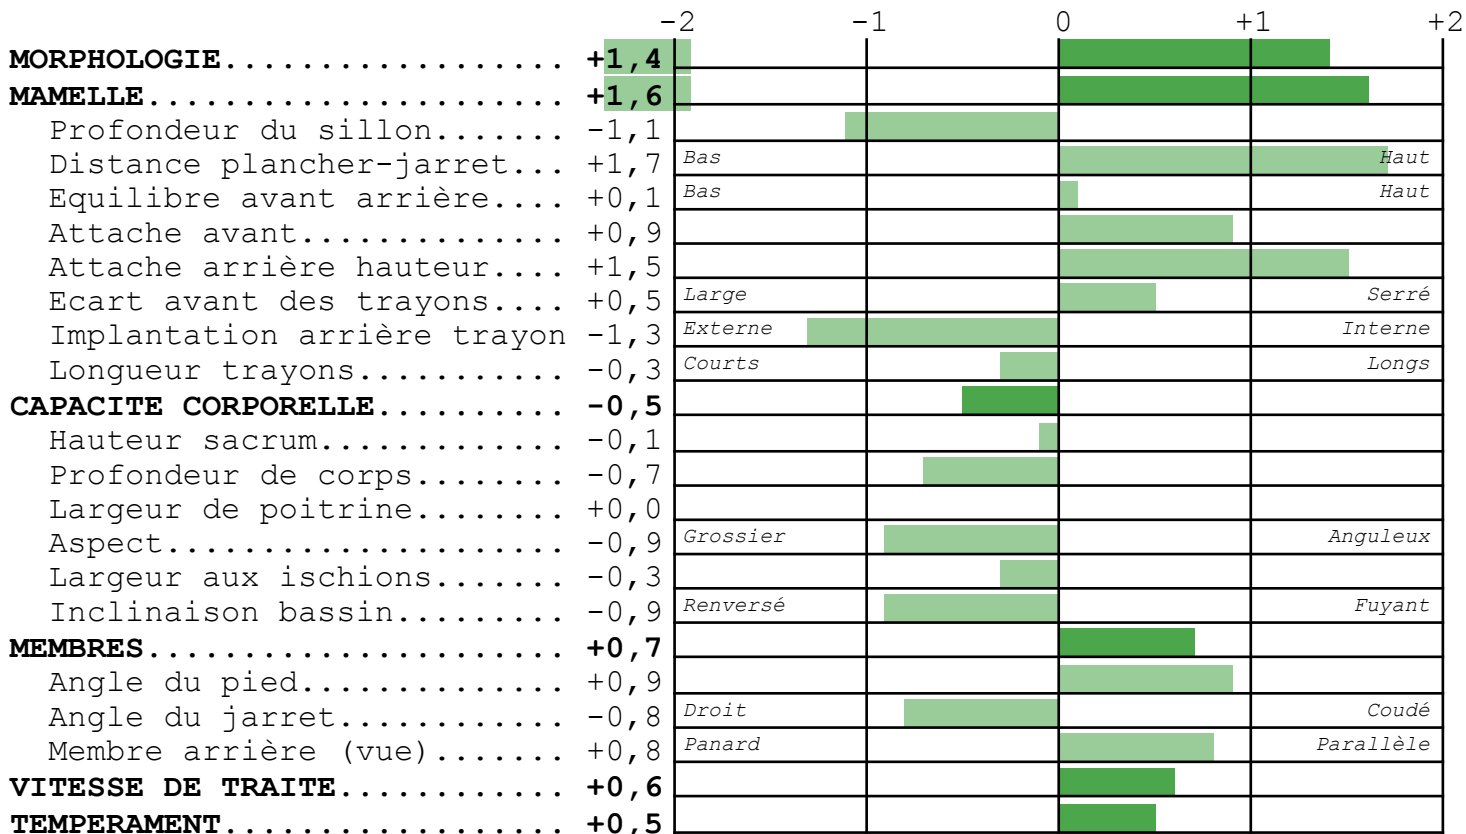 -2 -1 0 +1 +2
MORPHOLOGIE.................. +1,4
MAMELLE...................... +1,6
Profondeur du sillon....... -1,1
Distance plancher-jarret... +1,7 Bas Haut
Equilibre avant arrière.... +0,1 Bas Haut
Attache avant.............. +0,9
Attache arrière hauteur.... +1,5
Ecart avant des trayons.... +0,5 Large Serré
Implantation arrière trayon -1,3 Externe Interne
Longueur trayons........... -0,3 Courts Longs
CAPACITE CORPORELLE.......... -0,5
Hauteur sacrum............. -0,1
Profondeur de corps........ -0,7
Largeur de poitrine........ +0,0
Aspect..................... -0,9 Grossier Anguleux
Largeur aux ischions....... -0,3
Inclinaison bassin......... -0,9 Renversé Fuyant
MEMBRES...................... +0,7
Angle du pied.............. +0,9
Angle du jarret............ -0,8 Droit Coudé
Membre arrière (vue)....... +0,8 Panard Parallèle
VITESSE DE TRAITE............ +0,6
TEMPERAMENT.................. +0,5